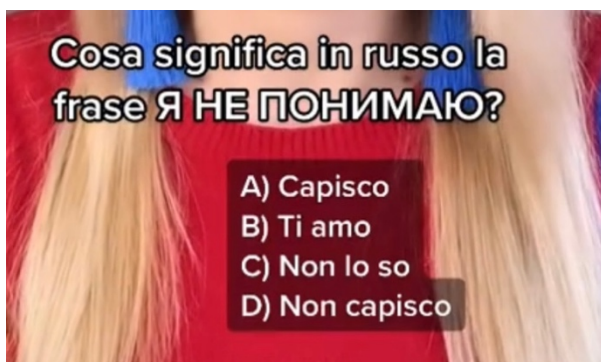 Cosa significa in russo la
frase Я НЕ ПОНИМАЮ?
A) Capisco
B) Ti amo
C) Non lo so
D) Non capisco